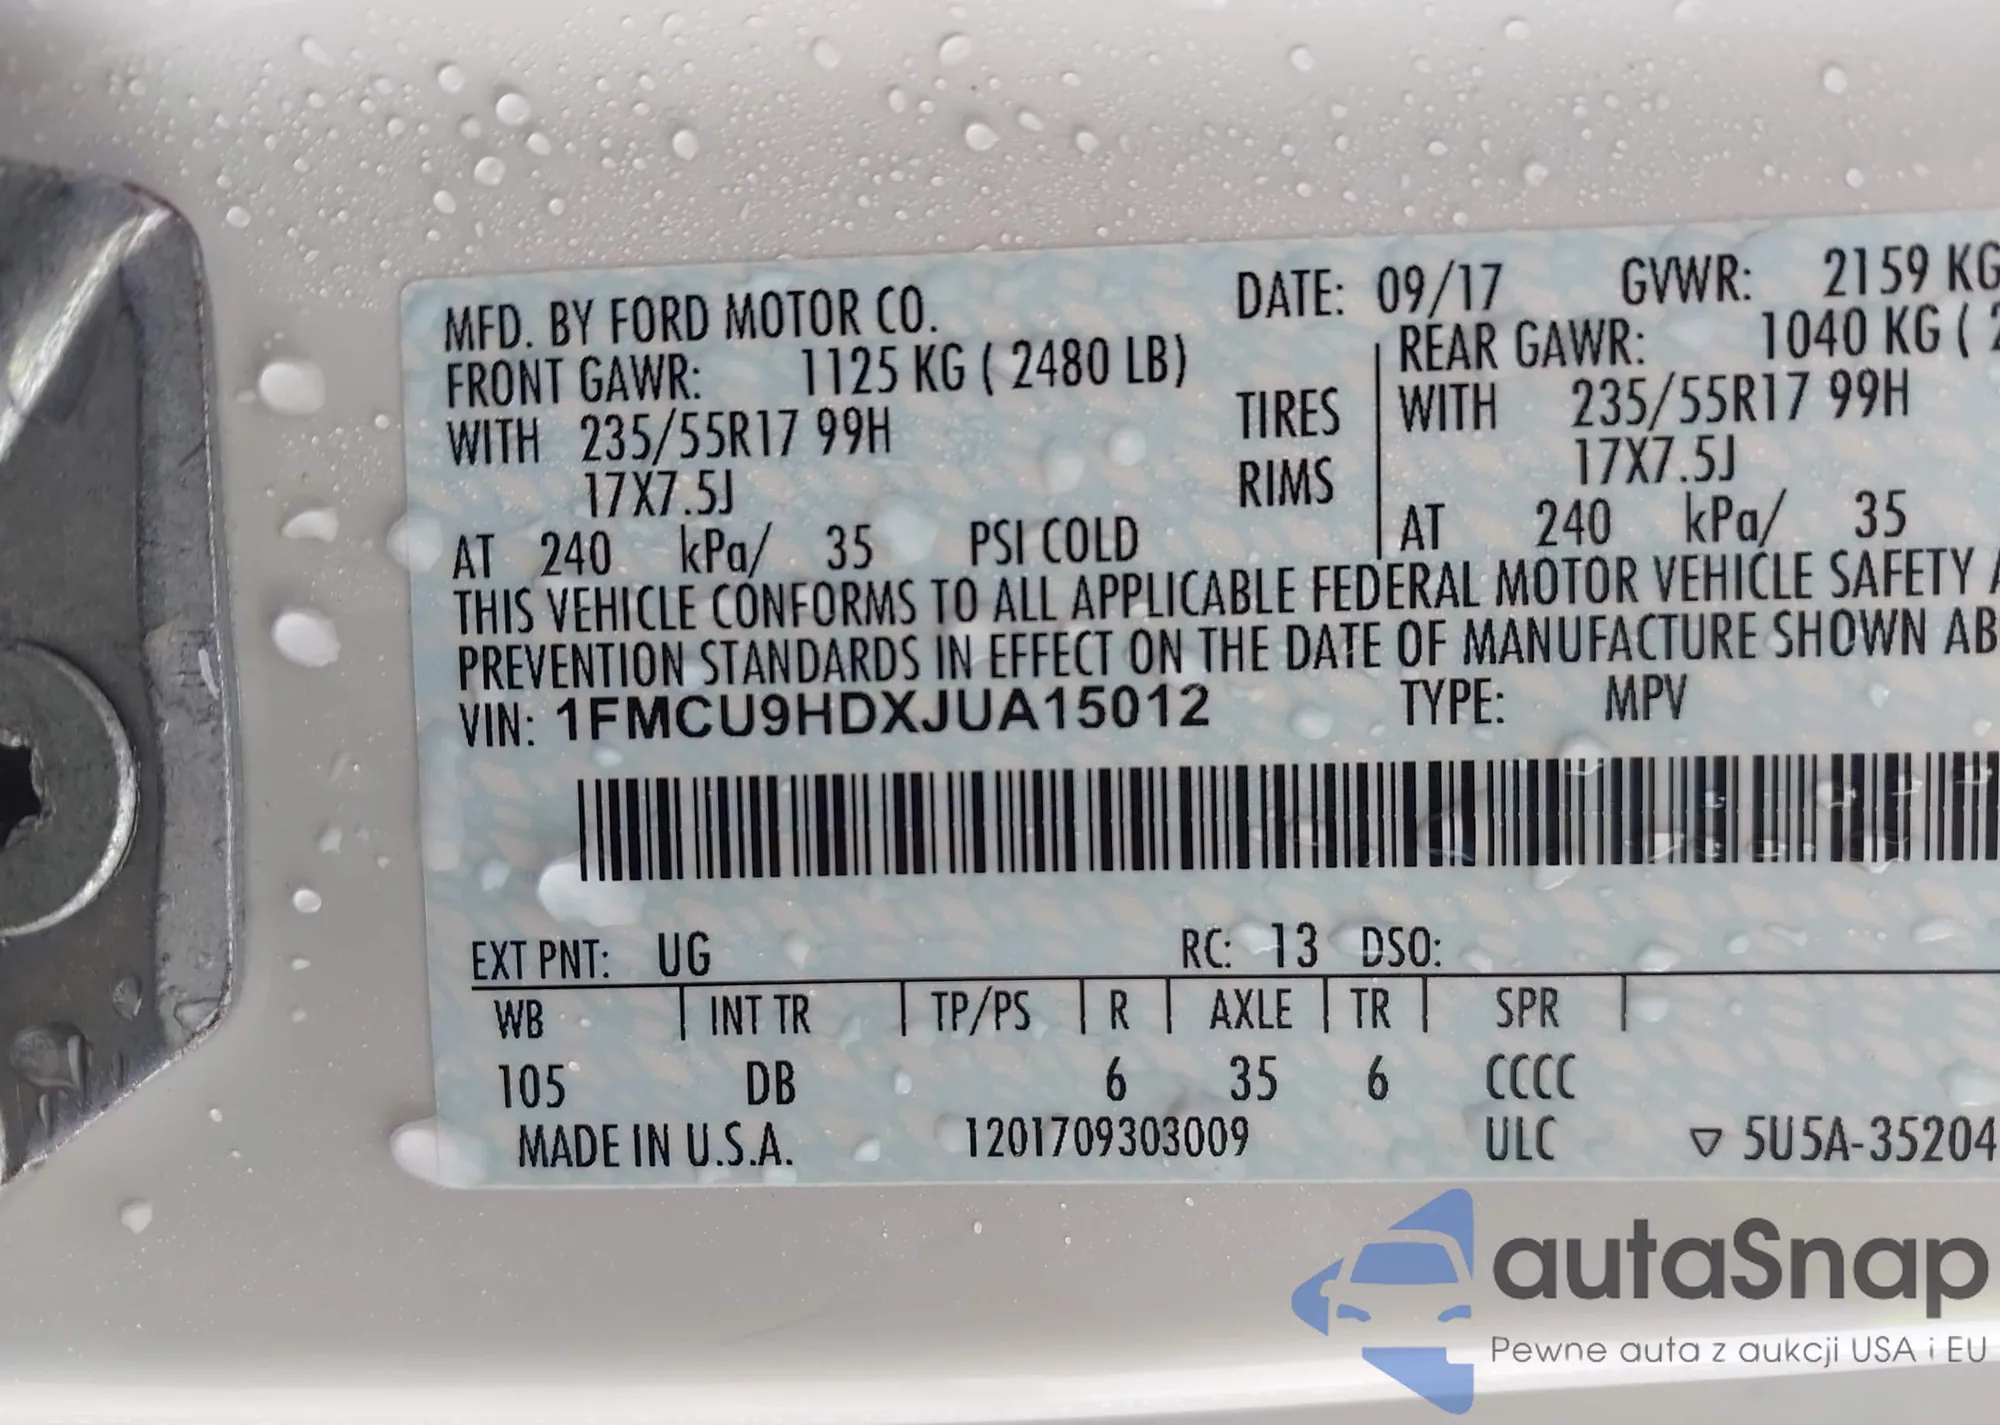 MFD. BY FORD MOTOR CO. DATE: 09/17 GVWR: 2159 KG
FRONT GAWR: 1125 KG ( 2480 LB) REAR GAWR: 1040 KG (
WITH 235/55R17 99H TIRES WITH 235/55R17 99H
17X7.5J RIMS 17X7.5J
AT 240 kPa/ 35 PSI COLD AT 240 kPa/ 35
THIS VEHICLE CONFORMS TO ALL APPLICABLE FEDERAL MOTOR VEHICLE SAFETY
PREVENTION STANDARDS IN EFFECT ON THE DATE OF MANUFACTURE SHOWN AB
VIN: 1FMCU9HDXJUA15012 TYPE: MPV
EXT PNT: UG RC: 13 DSO:
WB INT TR TP/PS R AXLE TR SPR
105 DB 6 35 6 CCCC
MADE IN U.S.A. 1201709303009 ULC ▽ 5U5A-35204
autaSnap
Pewne auta z aukcji USA i EU